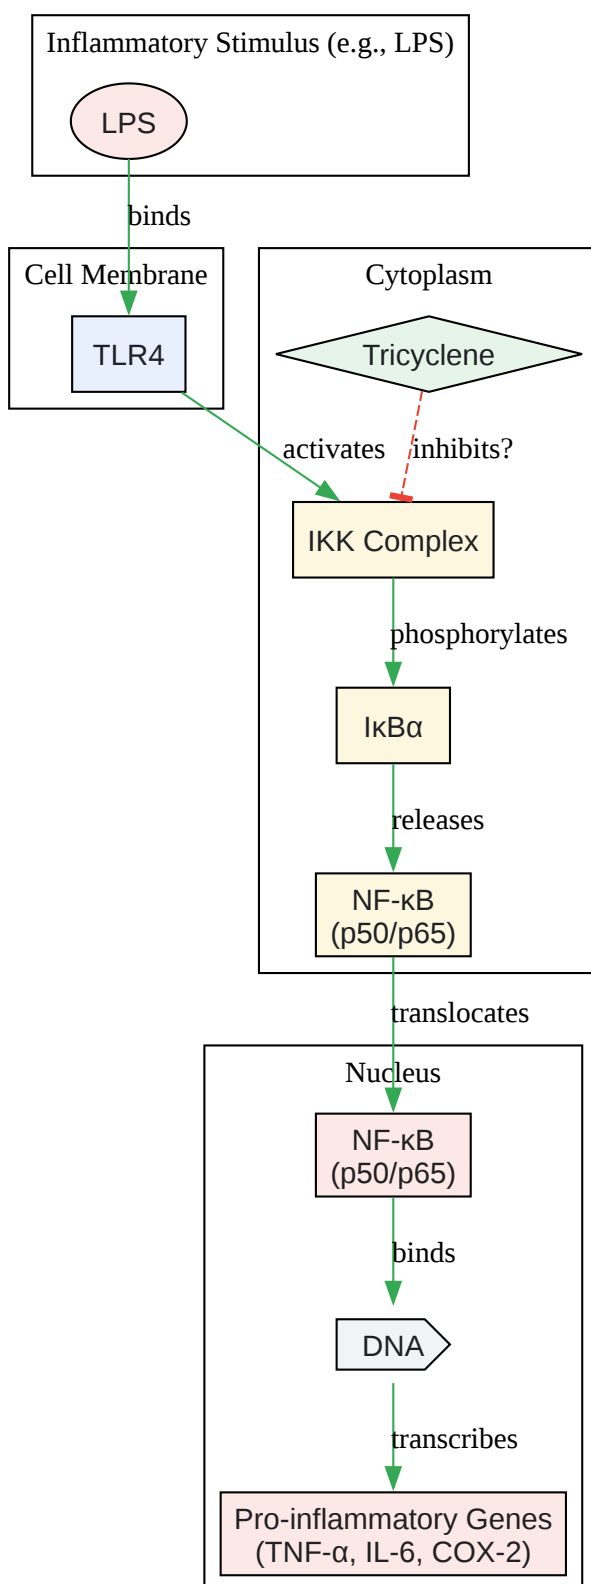 Inflammatory Stimulus (e.g., LPS)
LPS
binds
Cell Membrane
Cytoplasm
TLR4
Tricyclene
activates
inhibits?
IKK Complex
phosphorylates
IκBα
releases
NF-κB
(p50/p65)
translocates
Nucleus
NF-κB
(p50/p65)
binds
DNA
transcribes
Pro-inflammatory Genes
(TNF-α, IL-6, COX-2)